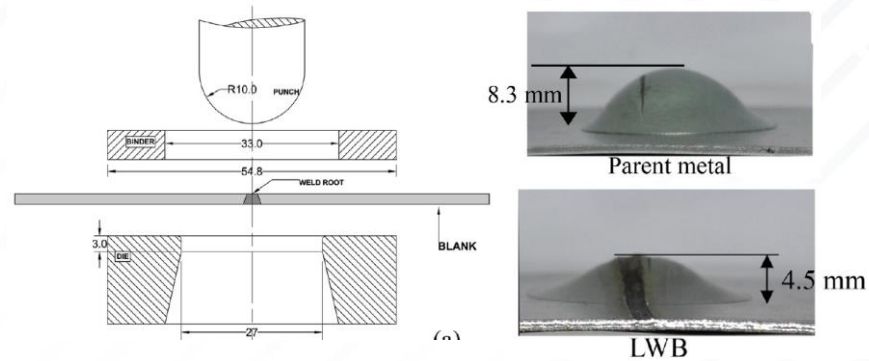 R10.0 PUNCH
BINDER
33.0
54.8
WELD ROOT
3.0
DIE
BLANK
27
(a)
8.3 mm
Parent metal
4.5 mm
LWB